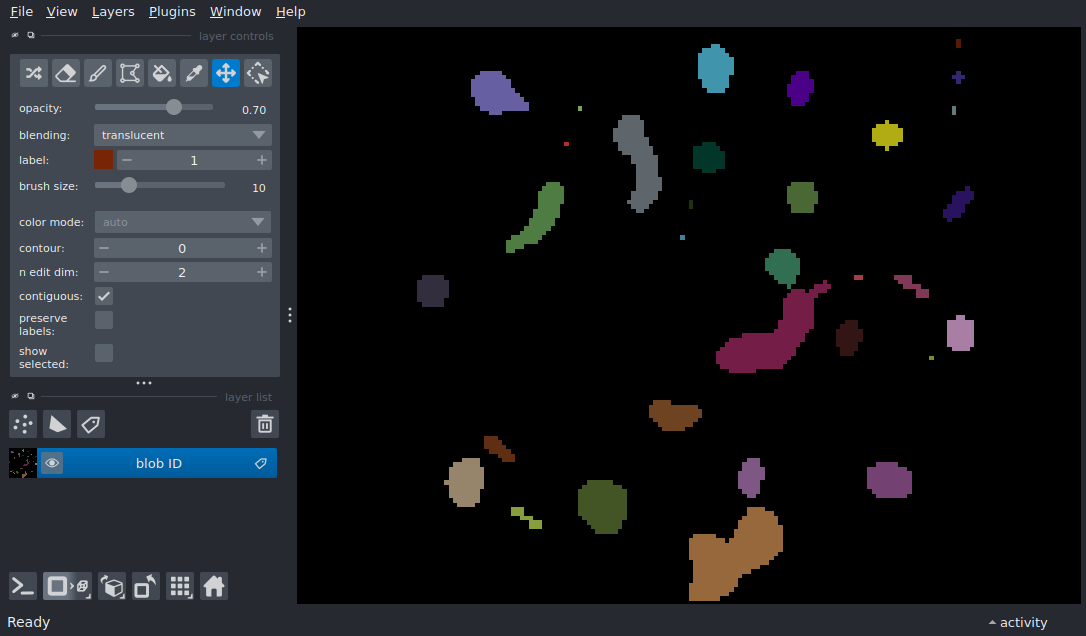 File View Layers Plugins Window Help
layer controls
opacity: 0.70
blending: translucent
label: 1
brush size: 10
color mode: auto
contour: 0
n edit dim: 2
contiguous:
preserve
labels:
show
selected:
layer list
blob ID
Ready
activity